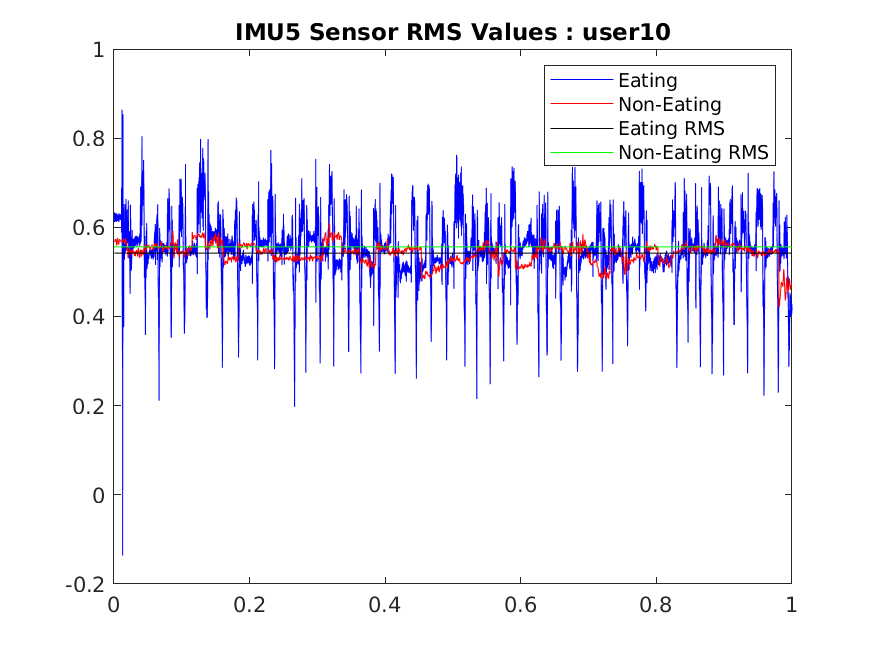 IMU5 Sensor RMS Values : user10
1
0.8
0.6
0.4
0.2
0
-0.2
0
0.2
0.4
0.6
0.8
1
Eating
Non-Eating
Eating RMS
Non-Eating RMS